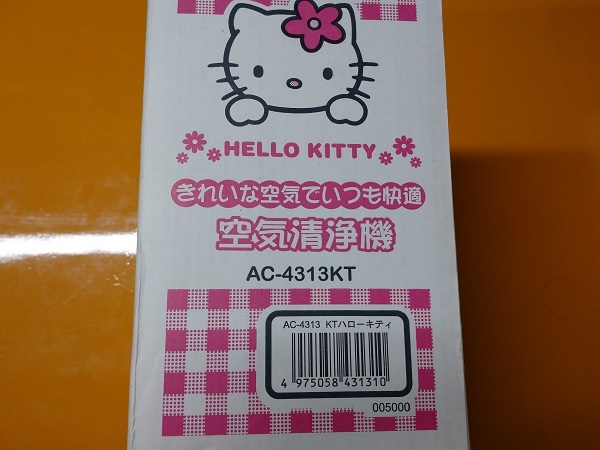 HELLO KITTY
きれいな空気でいつも快適
空気清浄機
AC-4313KT
AC-4313 KTハローキティ
4 975058 431310
005000